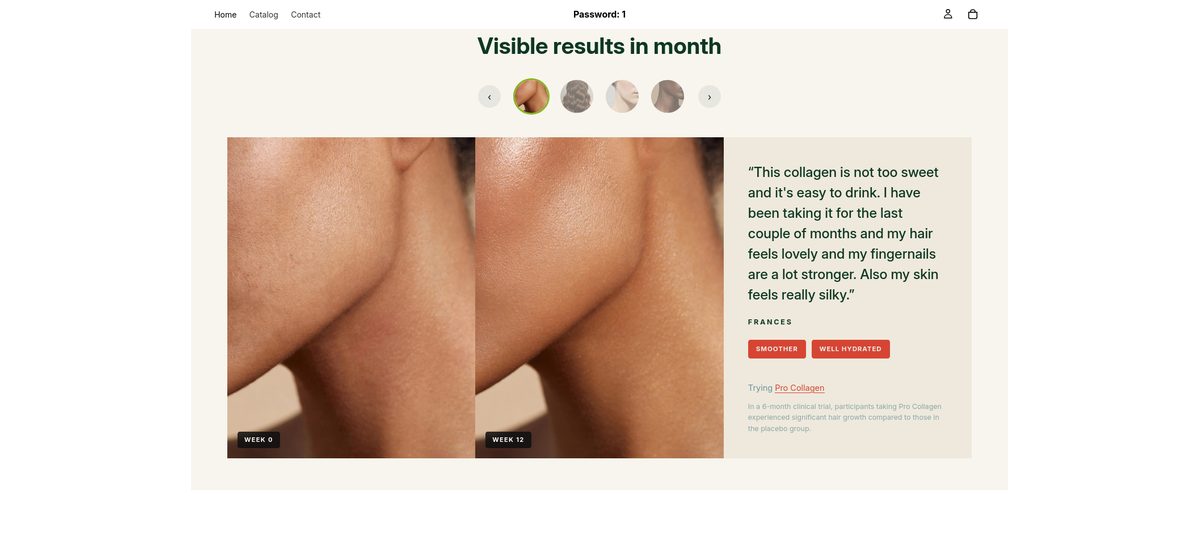 Home Catalog Contact Password: 1
Visible results in month
‹ ›
“This collagen is not too sweet
and it's easy to drink. I have
been taking it for the last
couple of months and my hair
feels lovely and my fingernails
are a lot stronger. Also my skin
feels really silky.”
FRANCES
SMOOTHER WELL HYDRATED
Trying Pro Collagen
In a 6-month clinical trial, participants taking Pro Collagen
experienced significant hair growth compared to those in
the placebo group.
WEEK 0 WEEK 12